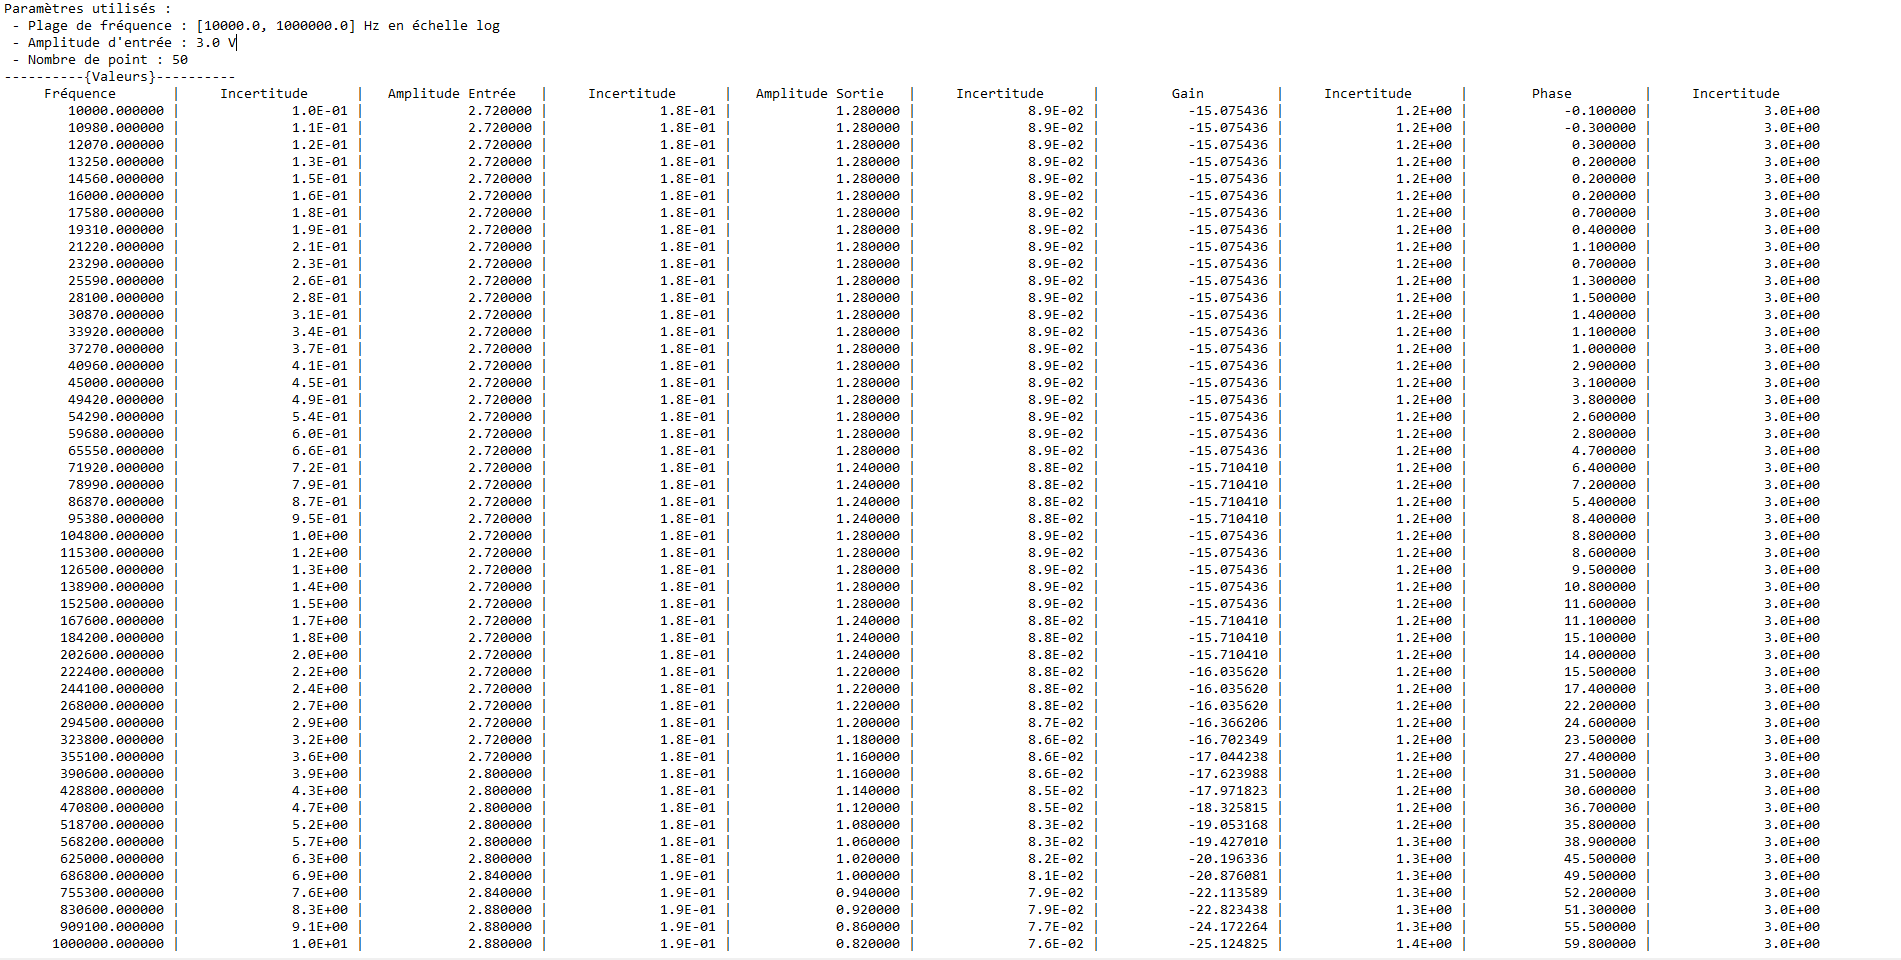 Paramètres utilisés :
 - Plage de fréquence : [10000.0, 1000000.0] Hz en échelle log
 - Amplitude d'entrée : 3.0 V
 - Nombre de point : 50
----------{Valeurs}----------
Fréquence | Incertitude | Amplitude Entrée | Incertitude | Amplitude Sortie | Incertitude | Gain | Incertitude | Phase | Incertitude
10000.000000 | 1.0E-01 | 2.720000 | 1.8E-01 | 1.280000 | 8.9E-02 | -15.075436 | 1.2E+00 | -0.100000 | 3.0E+00
10980.000000 | 1.1E-01 | 2.720000 | 1.8E-01 | 1.280000 | 8.9E-02 | -15.075436 | 1.2E+00 | -0.300000 | 3.0E+00
12070.000000 | 1.2E-01 | 2.720000 | 1.8E-01 | 1.280000 | 8.9E-02 | -15.075436 | 1.2E+00 | 0.300000 | 3.0E+00
13250.000000 | 1.3E-01 | 2.720000 | 1.8E-01 | 1.280000 | 8.9E-02 | -15.075436 | 1.2E+00 | 0.200000 | 3.0E+00
14560.000000 | 1.5E-01 | 2.720000 | 1.8E-01 | 1.280000 | 8.9E-02 | -15.075436 | 1.2E+00 | 0.200000 | 3.0E+00
16000.000000 | 1.6E-01 | 2.720000 | 1.8E-01 | 1.280000 | 8.9E-02 | -15.075436 | 1.2E+00 | 0.200000 | 3.0E+00
17580.000000 | 1.8E-01 | 2.720000 | 1.8E-01 | 1.280000 | 8.9E-02 | -15.075436 | 1.2E+00 | 0.700000 | 3.0E+00
19310.000000 | 1.9E-01 | 2.720000 | 1.8E-01 | 1.280000 | 8.9E-02 | -15.075436 | 1.2E+00 | 0.400000 | 3.0E+00
21220.000000 | 2.1E-01 | 2.720000 | 1.8E-01 | 1.280000 | 8.9E-02 | -15.075436 | 1.2E+00 | 1.100000 | 3.0E+00
23290.000000 | 2.3E-01 | 2.720000 | 1.8E-01 | 1.280000 | 8.9E-02 | -15.075436 | 1.2E+00 | 0.700000 | 3.0E+00
25590.000000 | 2.6E-01 | 2.720000 | 1.8E-01 | 1.280000 | 8.9E-02 | -15.075436 | 1.2E+00 | 1.300000 | 3.0E+00
28100.000000 | 2.8E-01 | 2.720000 | 1.8E-01 | 1.280000 | 8.9E-02 | -15.075436 | 1.2E+00 | 1.500000 | 3.0E+00
30870.000000 | 3.1E-01 | 2.720000 | 1.8E-01 | 1.280000 | 8.9E-02 | -15.075436 | 1.2E+00 | 1.400000 | 3.0E+00
33920.000000 | 3.4E-01 | 2.720000 | 1.8E-01 | 1.280000 | 8.9E-02 | -15.075436 | 1.2E+00 | 1.100000 | 3.0E+00
37270.000000 | 3.7E-01 | 2.720000 | 1.8E-01 | 1.280000 | 8.9E-02 | -15.075436 | 1.2E+00 | 1.000000 | 3.0E+00
40960.000000 | 4.1E-01 | 2.720000 | 1.8E-01 | 1.280000 | 8.9E-02 | -15.075436 | 1.2E+00 | 2.900000 | 3.0E+00
45000.000000 | 4.5E-01 | 2.720000 | 1.8E-01 | 1.280000 | 8.9E-02 | -15.075436 | 1.2E+00 | 3.100000 | 3.0E+00
49420.000000 | 4.9E-01 | 2.720000 | 1.8E-01 | 1.280000 | 8.9E-02 | -15.075436 | 1.2E+00 | 3.800000 | 3.0E+00
54290.000000 | 5.4E-01 | 2.720000 | 1.8E-01 | 1.280000 | 8.9E-02 | -15.075436 | 1.2E+00 | 2.600000 | 3.0E+00
59680.000000 | 6.0E-01 | 2.720000 | 1.8E-01 | 1.280000 | 8.9E-02 | -15.075436 | 1.2E+00 | 2.800000 | 3.0E+00
65550.000000 | 6.6E-01 | 2.720000 | 1.8E-01 | 1.280000 | 8.9E-02 | -15.075436 | 1.2E+00 | 4.700000 | 3.0E+00
71920.000000 | 7.2E-01 | 2.720000 | 1.8E-01 | 1.240000 | 8.8E-02 | -15.710410 | 1.2E+00 | 6.400000 | 3.0E+00
78990.000000 | 7.9E-01 | 2.720000 | 1.8E-01 | 1.240000 | 8.8E-02 | -15.710410 | 1.2E+00 | 7.200000 | 3.0E+00
86870.000000 | 8.7E-01 | 2.720000 | 1.8E-01 | 1.240000 | 8.8E-02 | -15.710410 | 1.2E+00 | 5.400000 | 3.0E+00
95380.000000 | 9.5E-01 | 2.720000 | 1.8E-01 | 1.240000 | 8.8E-02 | -15.710410 | 1.2E+00 | 8.400000 | 3.0E+00
104800.000000 | 1.0E+00 | 2.720000 | 1.8E-01 | 1.280000 | 8.9E-02 | -15.075436 | 1.2E+00 | 8.800000 | 3.0E+00
115300.000000 | 1.2E+00 | 2.720000 | 1.8E-01 | 1.280000 | 8.9E-02 | -15.075436 | 1.2E+00 | 8.600000 | 3.0E+00
126500.000000 | 1.3E+00 | 2.720000 | 1.8E-01 | 1.280000 | 8.9E-02 | -15.075436 | 1.2E+00 | 9.500000 | 3.0E+00
138900.000000 | 1.4E+00 | 2.720000 | 1.8E-01 | 1.280000 | 8.9E-02 | -15.075436 | 1.2E+00 | 10.800000 | 3.0E+00
152500.000000 | 1.5E+00 | 2.720000 | 1.8E-01 | 1.280000 | 8.9E-02 | -15.075436 | 1.2E+00 | 11.600000 | 3.0E+00
167600.000000 | 1.7E+00 | 2.720000 | 1.8E-01 | 1.240000 | 8.8E-02 | -15.710410 | 1.2E+00 | 11.100000 | 3.0E+00
184200.000000 | 1.8E+00 | 2.720000 | 1.8E-01 | 1.240000 | 8.8E-02 | -15.710410 | 1.2E+00 | 15.100000 | 3.0E+00
202600.000000 | 2.0E+00 | 2.720000 | 1.8E-01 | 1.240000 | 8.8E-02 | -15.710410 | 1.2E+00 | 14.000000 | 3.0E+00
222400.000000 | 2.2E+00 | 2.720000 | 1.8E-01 | 1.220000 | 8.8E-02 | -16.035620 | 1.2E+00 | 15.500000 | 3.0E+00
244100.000000 | 2.4E+00 | 2.720000 | 1.8E-01 | 1.220000 | 8.8E-02 | -16.035620 | 1.2E+00 | 17.400000 | 3.0E+00
268000.000000 | 2.7E+00 | 2.720000 | 1.8E-01 | 1.220000 | 8.8E-02 | -16.035620 | 1.2E+00 | 22.200000 | 3.0E+00
294500.000000 | 2.9E+00 | 2.720000 | 1.8E-01 | 1.200000 | 8.7E-02 | -16.366206 | 1.2E+00 | 24.600000 | 3.0E+00
323800.000000 | 3.2E+00 | 2.720000 | 1.8E-01 | 1.180000 | 8.6E-02 | -16.702349 | 1.2E+00 | 23.500000 | 3.0E+00
355100.000000 | 3.6E+00 | 2.720000 | 1.8E-01 | 1.160000 | 8.6E-02 | -17.044238 | 1.2E+00 | 27.400000 | 3.0E+00
390600.000000 | 3.9E+00 | 2.800000 | 1.8E-01 | 1.160000 | 8.6E-02 | -17.623988 | 1.2E+00 | 31.500000 | 3.0E+00
428800.000000 | 4.3E+00 | 2.800000 | 1.8E-01 | 1.140000 | 8.5E-02 | -17.971823 | 1.2E+00 | 30.600000 | 3.0E+00
470800.000000 | 4.7E+00 | 2.800000 | 1.8E-01 | 1.120000 | 8.5E-02 | -18.325815 | 1.2E+00 | 36.700000 | 3.0E+00
518700.000000 | 5.2E+00 | 2.800000 | 1.8E-01 | 1.080000 | 8.3E-02 | -19.053168 | 1.2E+00 | 35.800000 | 3.0E+00
568200.000000 | 5.7E+00 | 2.800000 | 1.8E-01 | 1.060000 | 8.3E-02 | -19.427010 | 1.3E+00 | 38.900000 | 3.0E+00
625000.000000 | 6.3E+00 | 2.800000 | 1.8E-01 | 1.020000 | 8.2E-02 | -20.196336 | 1.3E+00 | 45.500000 | 3.0E+00
686800.000000 | 6.9E+00 | 2.840000 | 1.9E-01 | 1.000000 | 8.1E-02 | -20.876081 | 1.3E+00 | 49.500000 | 3.0E+00
755300.000000 | 7.6E+00 | 2.840000 | 1.9E-01 | 0.940000 | 7.9E-02 | -22.113589 | 1.3E+00 | 52.200000 | 3.0E+00
830600.000000 | 8.3E+00 | 2.880000 | 1.9E-01 | 0.920000 | 7.9E-02 | -22.823438 | 1.3E+00 | 51.300000 | 3.0E+00
909100.000000 | 9.1E+00 | 2.880000 | 1.9E-01 | 0.860000 | 7.7E-02 | -24.172264 | 1.3E+00 | 55.500000 | 3.0E+00
1000000.000000 | 1.0E+01 | 2.880000 | 1.9E-01 | 0.820000 | 7.6E-02 | -25.124825 | 1.4E+00 | 59.800000 | 3.0E+00